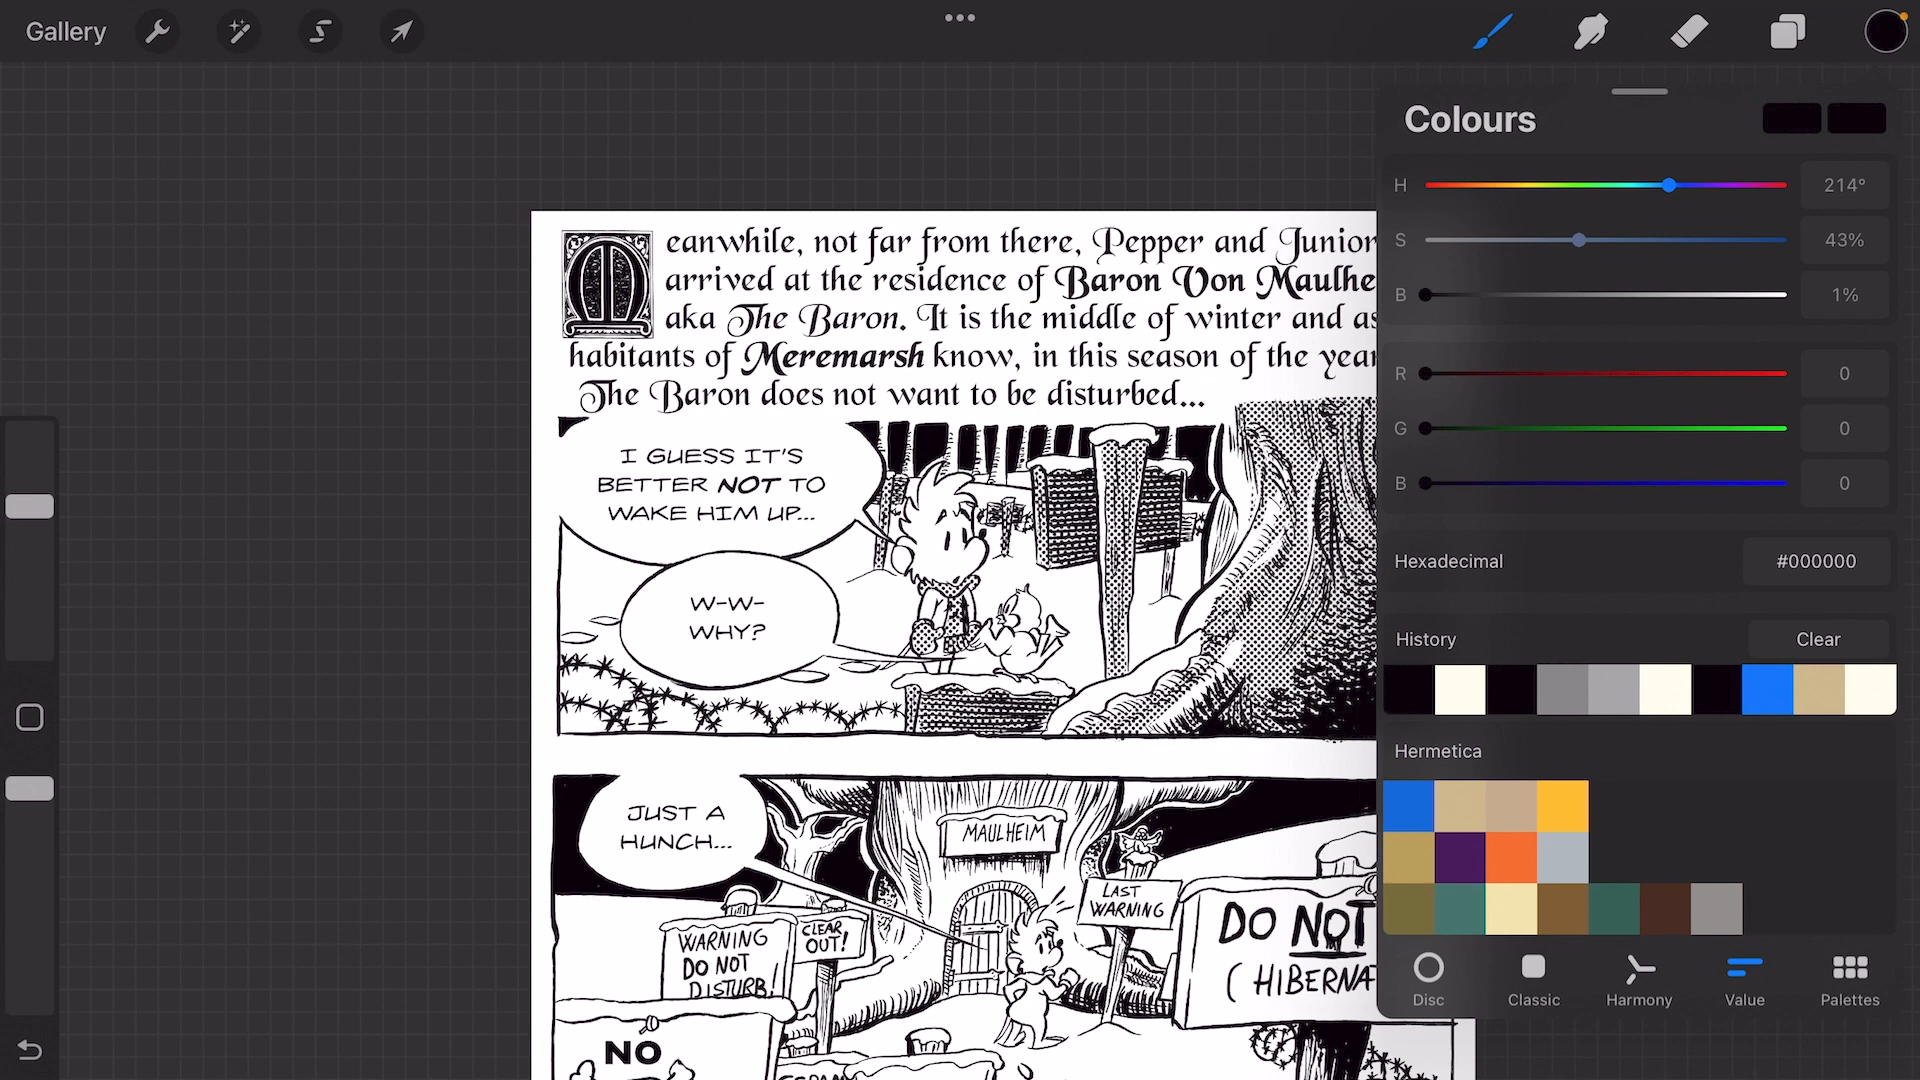 Gallery
Colours
H 214°
S 43%
B 1%
R 0
G 0
B 0
Hexadecimal #000000
History Clear
Hermetica
Disc Classic Harmony Value Palettes
Meanwhile, not far from there, Pepper and Junior
arrived at the residence of Baron Von
aka The Baron. It is the middle of winter and
habitants of Meremarsh know, in this season of the year
The Baron does not want to be disturbed...
I GUESS IT'S
BETTER NOT TO
WAKE HIM UP...
W-W-
WHY?
JUST A
HUNCH...
MAULHEIM
LAST
WARNING
WARNING
DO NOT
DISTURB!
CLEAR
OUT!
DO NOT
NO